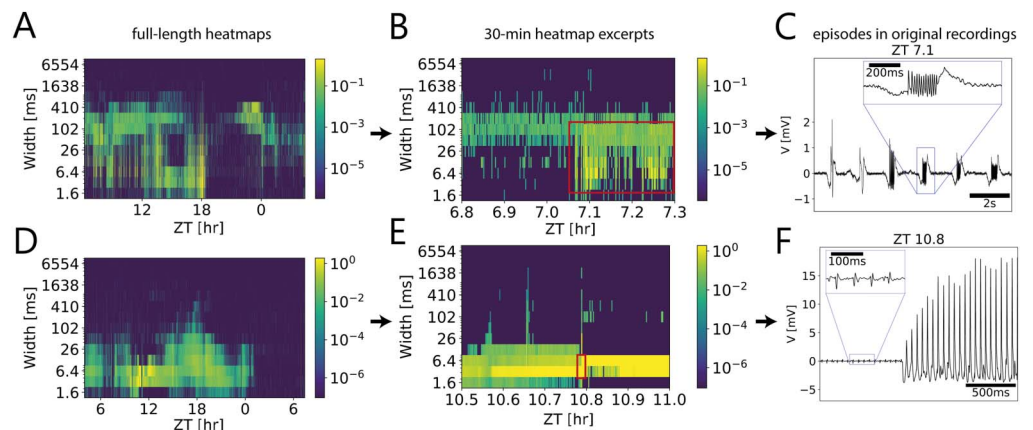 A
full-length heatmaps
B
30-min heatmap excerpts
C
episodes in original recordings
ZT 7.1
Width [ms]
6554
1638
410
102
26
6.4
1.6
12
18
0
ZT [hr]
10⁻¹
10⁻³
10⁻⁵
Width [ms]
6554
1638
410
102
26
6.4
1.6
6.8
6.9
7.0
7.1
7.2
7.3
ZT [hr]
10⁻¹
10⁻³
10⁻⁵
200ms
V [mV]
2
1
0
−1
2s
D
Width [ms]
6554
1638
410
102
26
6.4
1.6
6
12
18
0
6
ZT [hr]
10⁰
10⁻²
10⁻⁴
10⁻⁶
E
Width [ms]
6554
1638
410
102
26
6.4
1.6
10.5
10.6
10.7
10.8
10.9
11.0
ZT [hr]
10⁰
10⁻²
10⁻⁴
10⁻⁶
F
ZT 10.8
100ms
V [mV]
15
10
5
0
−5
500ms